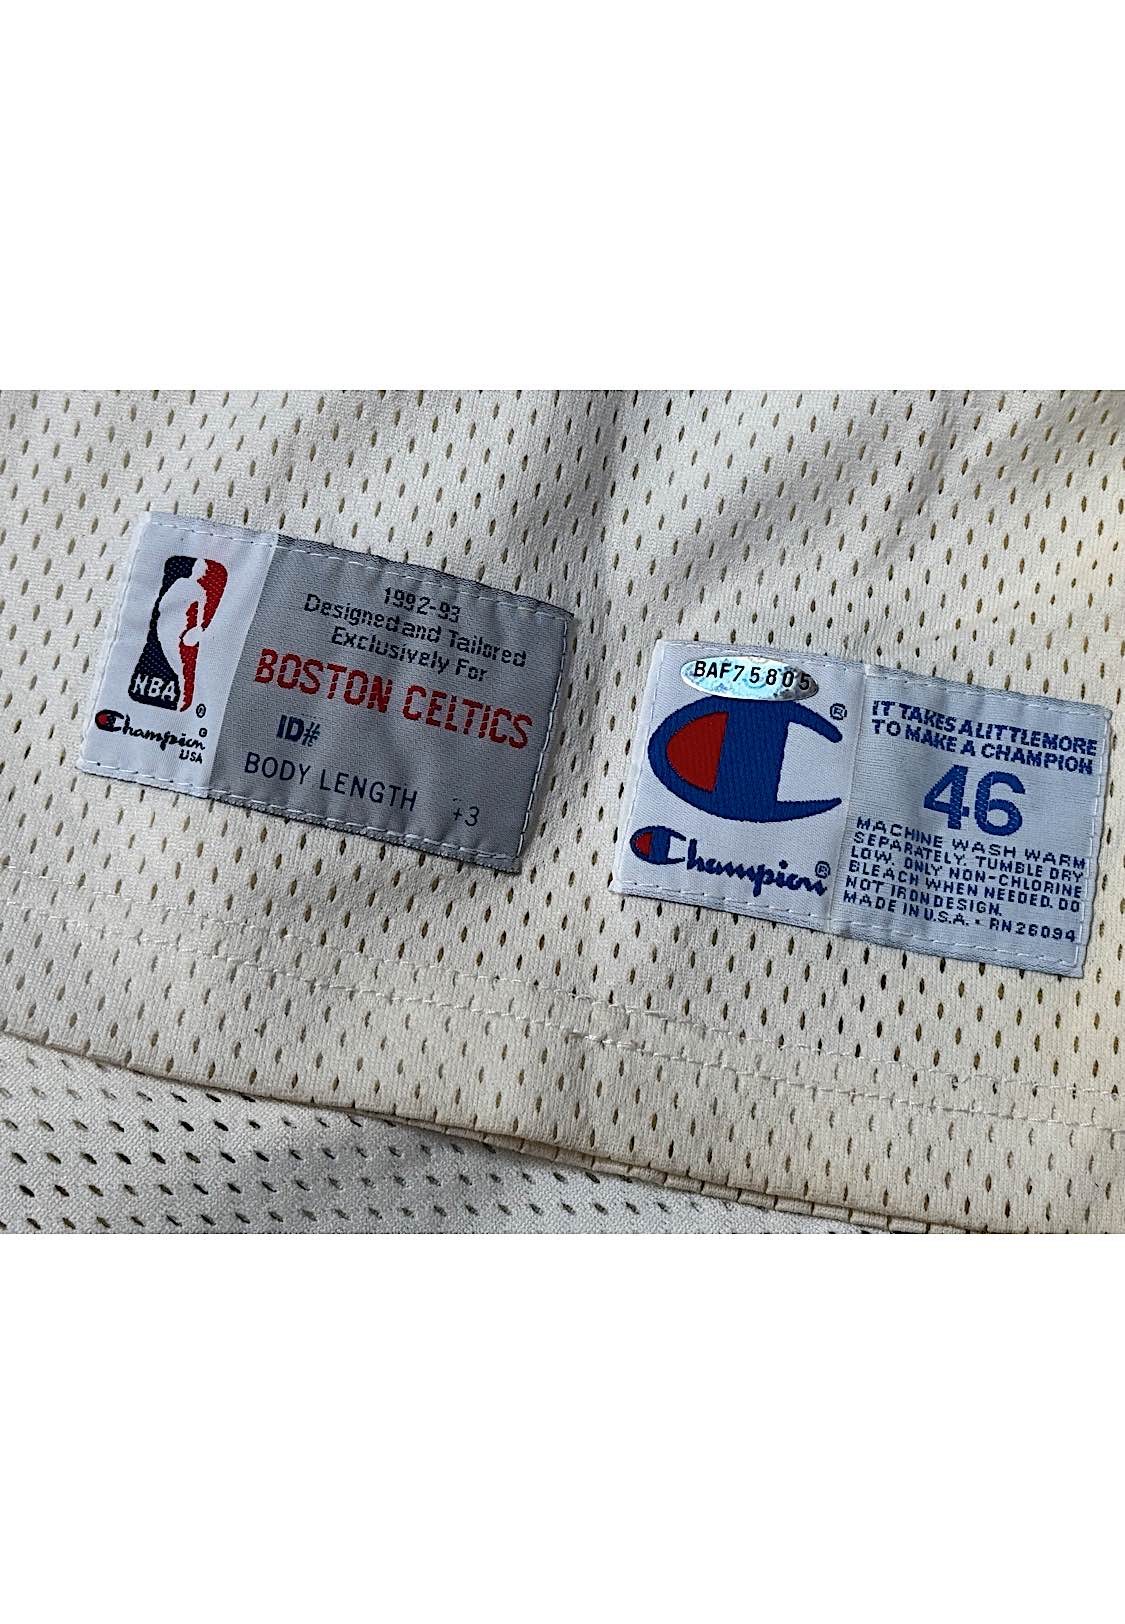 NBA
®
Champion
USA
1992-93
Designed and Tailored
Exclusively For
BOSTON CELTICS
ID#
BODY LENGTH +3
BAF75805
®
Champion®
IT TAKES A LITTLE MORE
TO MAKE A CHAMPION
46
MACHINE WASH WARM
SEPARATELY. TUMBLE DRY
LOW. ONLY NON-CHLORINE
BLEACH WHEN NEEDED. DO
NOT IRON DESIGN.
MADE IN U.S.A. • RN26094